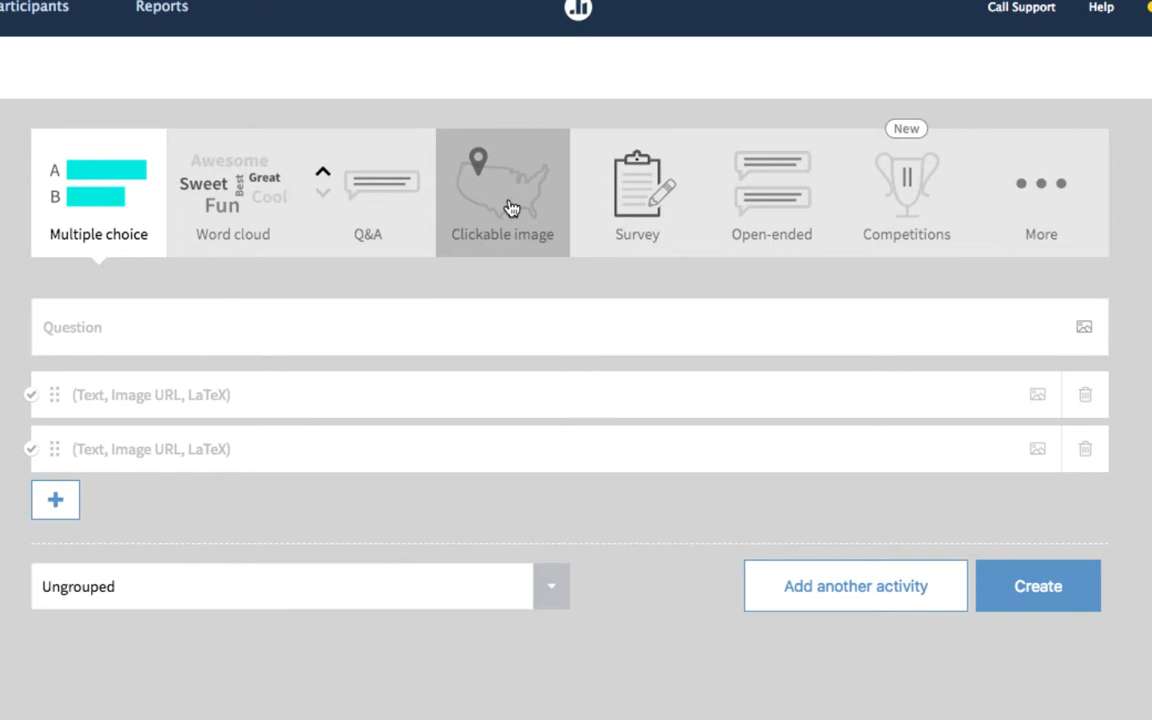 articipants Reports Call Support Help
New
A
B
Multiple choice
Awesome
Sweet Best Great
Fun Cool
Word cloud
Q&A
Clickable image
Survey
Open-ended
Competitions
More
Question
(Text, Image URL, LaTeX)
(Text, Image URL, LaTeX)
Ungrouped
Add another activity
Create